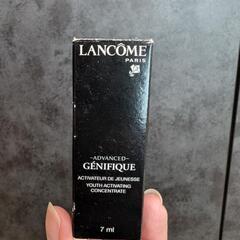 LANCÔME
PARIS
-ADVANCED-
GÉNIFIQUE
ACTIVATEUR DE JEUNESSE
YOUTH ACTIVATING
CONCENTRATE
7 ml